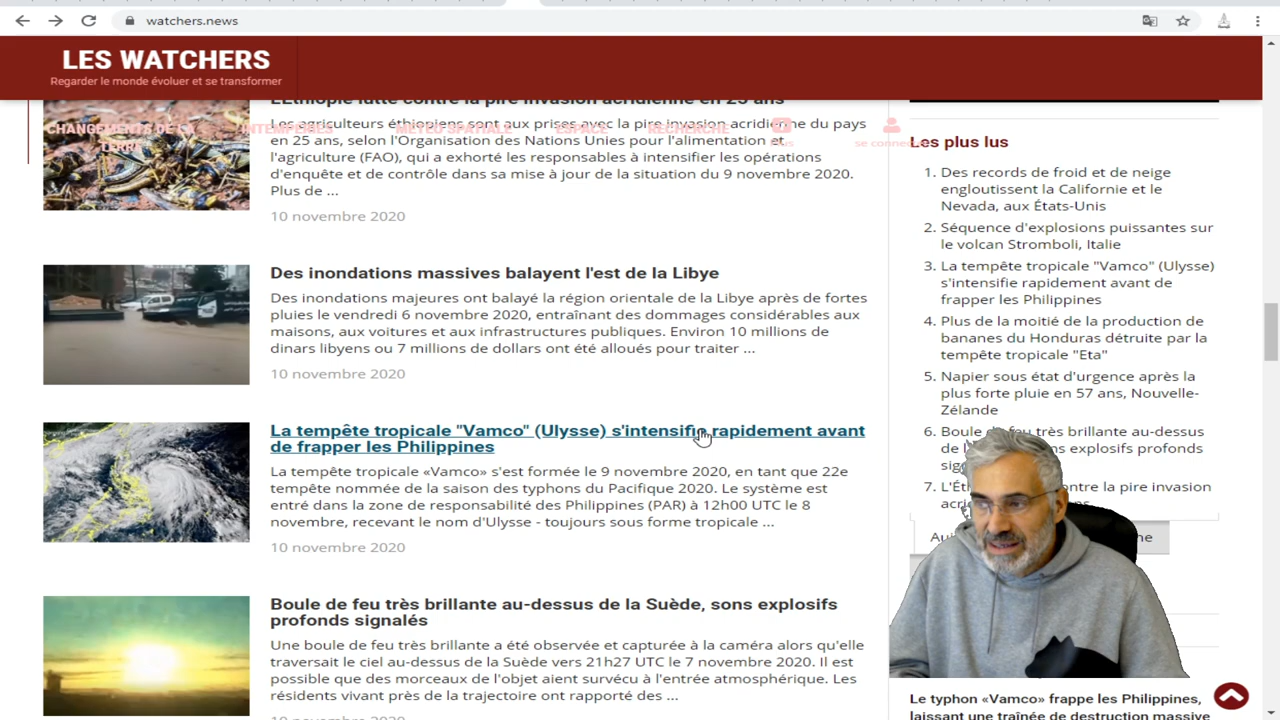 watchers.news
LES WATCHERS
Regarder le monde évoluer et se transformer
CHANGEMENTS DE LA
TERRE
INTEMPÉRIES
MÉTÉO SPATIALE
ESPACE
RECHERCHE
se connecter
L'Éthiopie lutte contre la pire invasion acridienne en 25 ans
Les agriculteurs éthiopiens sont aux prises avec la pire invasion acridienne du pays
en 25 ans, selon l'Organisation des Nations Unies pour l'alimentation et
l'agriculture (FAO), qui a exhorté les responsables à intensifier les opérations
d'enquête et de contrôle dans sa mise à jour de la situation du 9 novembre 2020.
Plus de ...
10 novembre 2020
Des inondations massives balayent l'est de la Libye
Des inondations majeures ont balayé la région orientale de la Libye après de fortes
pluies le vendredi 6 novembre 2020, entraînant des dommages considérables aux
maisons, aux voitures et aux infrastructures publiques. Environ 10 millions de
dinars libyens ou 7 millions de dollars ont été alloués pour traiter ...
10 novembre 2020
La tempête tropicale "Vamco" (Ulysse) s'intensifie rapidement avant
de frapper les Philippines
La tempête tropicale «Vamco» s'est formée le 9 novembre 2020, en tant que 22e
tempête nommée de la saison des typhons du Pacifique 2020. Le système est
entré dans la zone de responsabilité des Philippines (PAR) à 12h00 UTC le 8
novembre, recevant le nom d'Ulysse - toujours sous forme tropicale ...
10 novembre 2020
Boule de feu très brillante au-dessus de la Suède, sons explosifs
profonds signalés
Une boule de feu très brillante a été observée et capturée à la caméra alors qu'elle
traversait le ciel au-dessus de la Suède vers 21h27 UTC le 7 novembre 2020. Il est
possible que des morceaux de l'objet aient survécu à l'entrée atmosphérique. Les
résidents vivant près de la trajectoire ont rapporté des ...
10 novembre 2020
Les plus lus
1. Des records de froid et de neige
engloutissent la Californie et le
Nevada, aux États-Unis
2. Séquence d'explosions puissantes sur
le volcan Stromboli, Italie
3. La tempête tropicale "Vamco" (Ulysse)
s'intensifie rapidement avant de
frapper les Philippines
4. Plus de la moitié de la production de
bananes du Honduras détruite par la
tempête tropicale "Eta"
5. Napier sous état d'urgence après la
plus forte pluie en 57 ans, Nouvelle-
Zélande
6. Boule de feu très brillante au-dessus
de la sons explosifs profonds
7. L'Éthiopie contre la pire invasion
Le typhon «Vamco» frappe les Philippines,
laissant une traînée de destruction massive